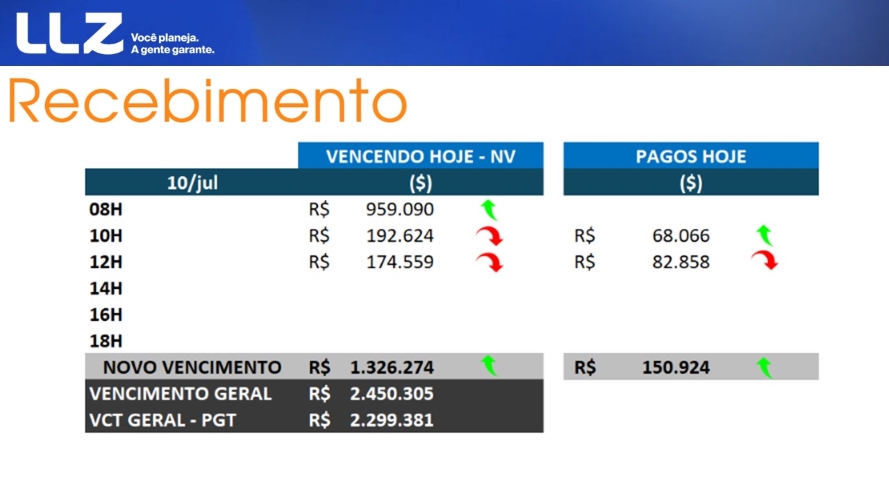 LLZ
Você planeja.
A gente garante.
Recebimento
VENCENDO HOJE - NV PAGOS HOJE
10/jul ($) ($)
08H R$ 959.090
10H R$ 192.624 R$ 68.066
12H R$ 174.559 R$ 82.858
14H
16H
18H
NOVO VENCIMENTO R$ 1.326.274 R$ 150.924
VENCIMENTO GERAL R$ 2.450.305
VCT GERAL - PGT R$ 2.299.381